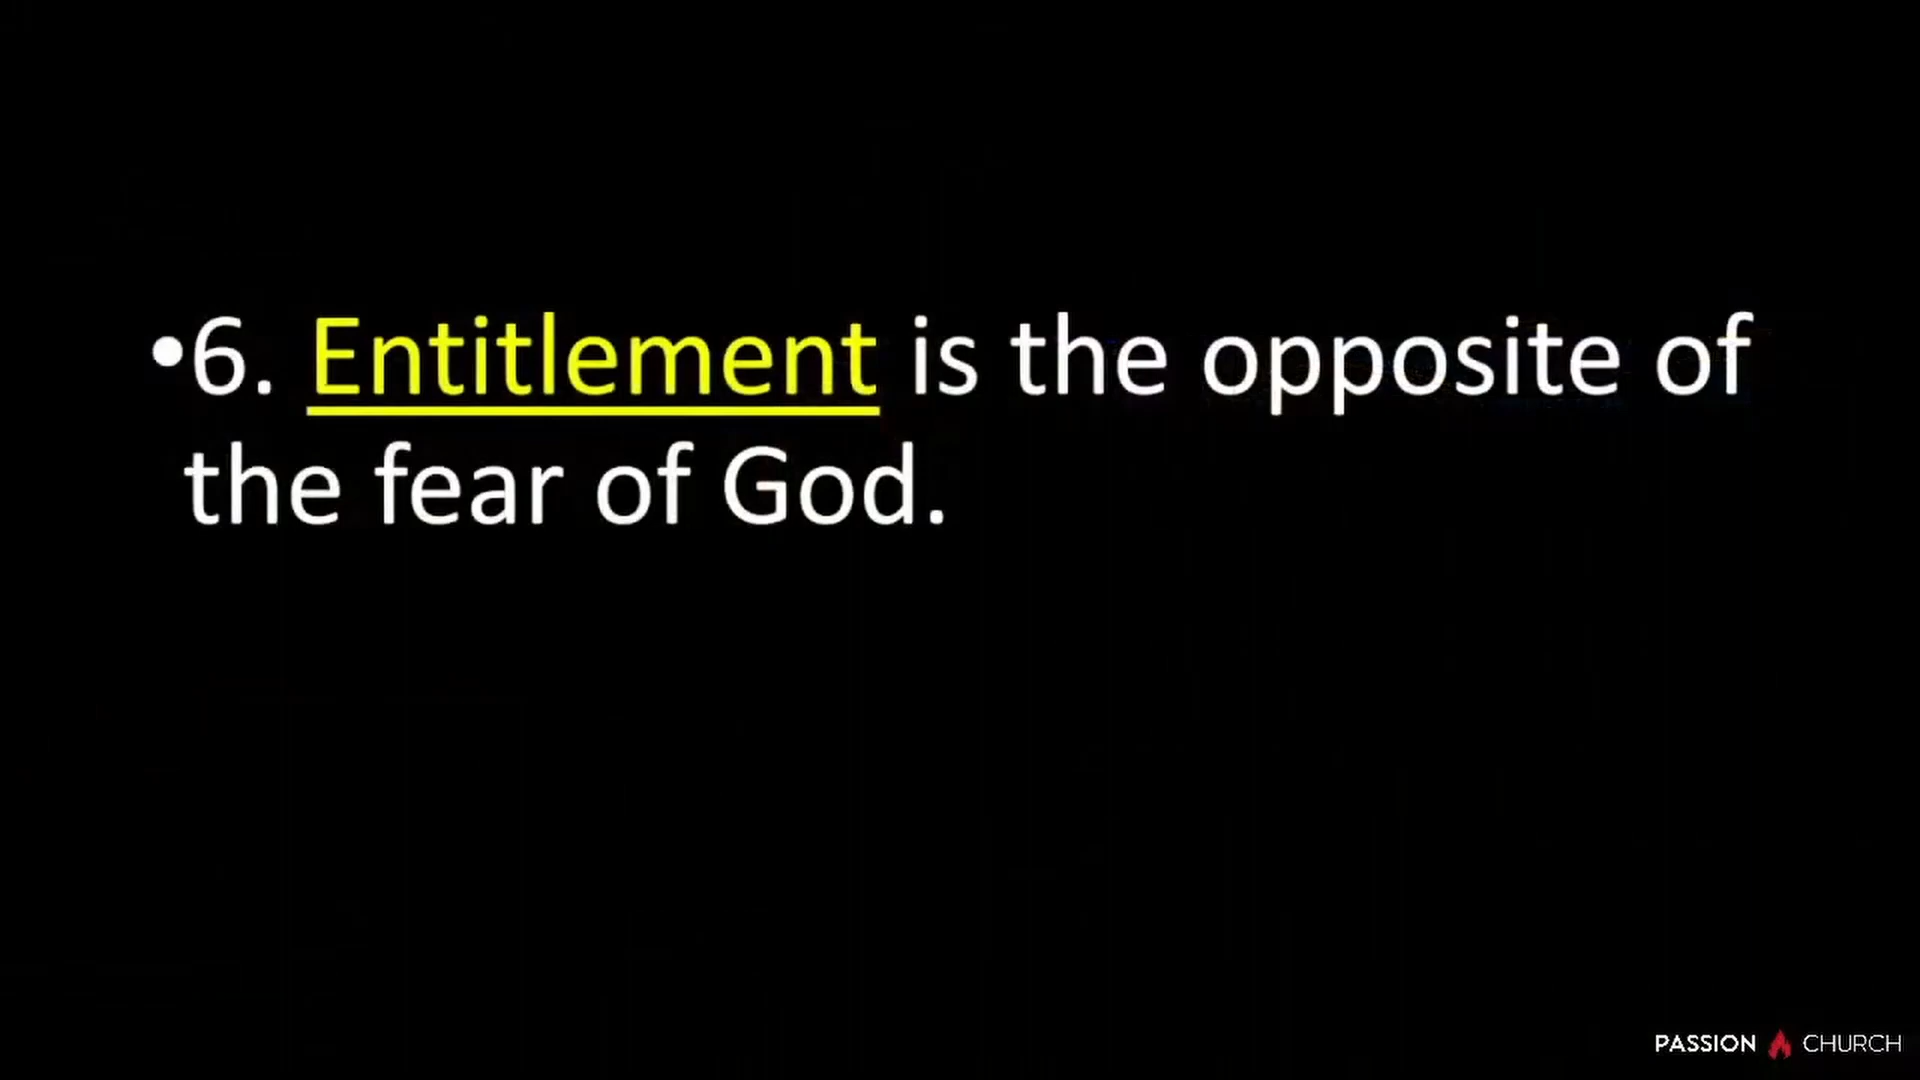 •6. Entitlement is the opposite of
the fear of God.
PASSION CHURCH